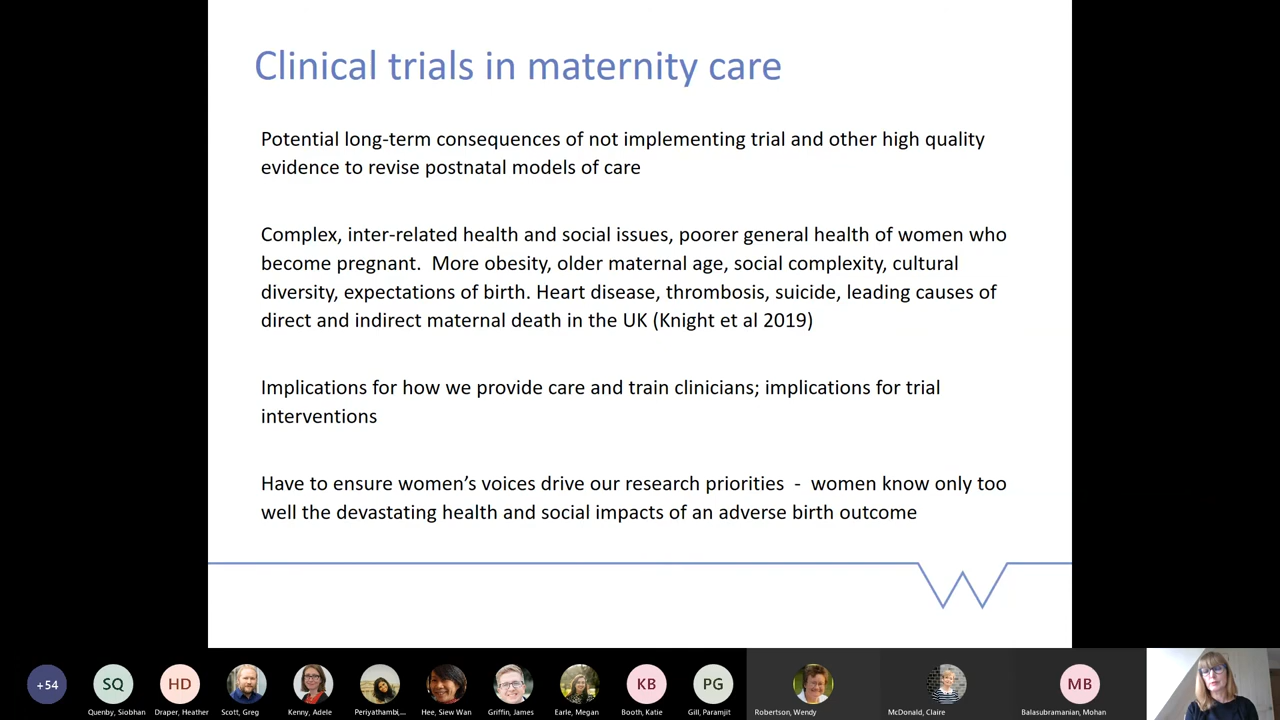 Clinical trials in maternity care
Potential long-term consequences of not implementing trial and other high quality
evidence to revise postnatal models of care
Complex, inter-related health and social issues, poorer general health of women who
become pregnant.  More obesity, older maternal age, social complexity, cultural
diversity, expectations of birth. Heart disease, thrombosis, suicide, leading causes of
direct and indirect maternal death in the UK (Knight et al 2019)
Implications for how we provide care and train clinicians; implications for trial
interventions
Have to ensure women’s voices drive our research priorities  -  women know only too
well the devastating health and social impacts of an adverse birth outcome
+54
SQ
HD
KB
PG
MB
Quenby, Siobhan
Draper, Heather
Scott, Greg
Kenny, Adele
Periyathambi,...
Hee, Siew Wan
Griffin, James
Earle, Megan
Booth, Katie
Gill, Paramjit
Robertson, Wendy
McDonald, Claire
Balasubramanian, Mohan